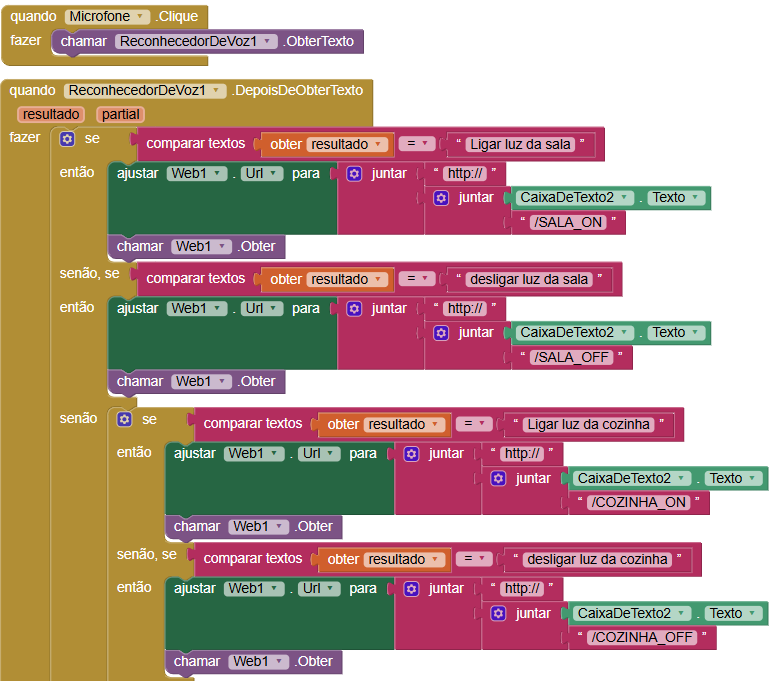 quando Microfone .Clique
fazer chamar ReconhecedorDeVoz1 .ObterTexto
quando ReconhecedorDeVoz1 .DepoisDeObterTexto
resultado partial
fazer se comparar textos obter resultado = “ Ligar luz da sala ”
então ajustar Web1 . Url para juntar “ http:// ”
juntar CaixaDeTexto2 . Texto
“ /SALA_ON ”
chamar Web1 .Obter
senão, se comparar textos obter resultado = “ desligar luz da sala ”
então ajustar Web1 . Url para juntar “ http:// ”
juntar CaixaDeTexto2 . Texto
“ /SALA_OFF ”
chamar Web1 .Obter
senão se comparar textos obter resultado = “ Ligar luz da cozinha ”
então ajustar Web1 . Url para juntar “ http:// ”
juntar CaixaDeTexto2 . Texto
“ /COZINHA_ON ”
chamar Web1 .Obter
senão, se comparar textos obter resultado = “ desligar luz da cozinha ”
então ajustar Web1 . Url para juntar “ http:// ”
juntar CaixaDeTexto2 . Texto
“ /COZINHA_OFF ”
chamar Web1 .Obter